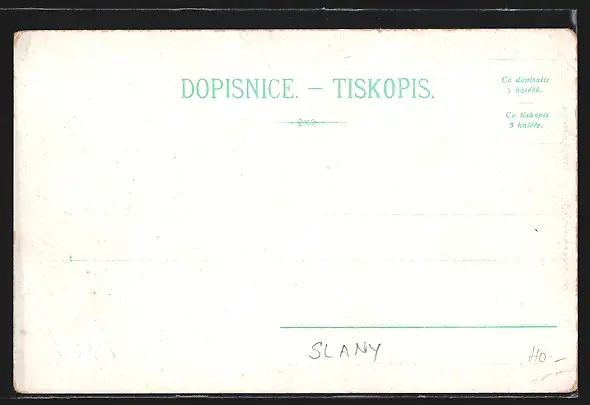 DOPISNICE. – TISKOPIS.
Co dopisnice
5 haléřů.
Co tiskopis
3 haléře.
SLANY
40.-